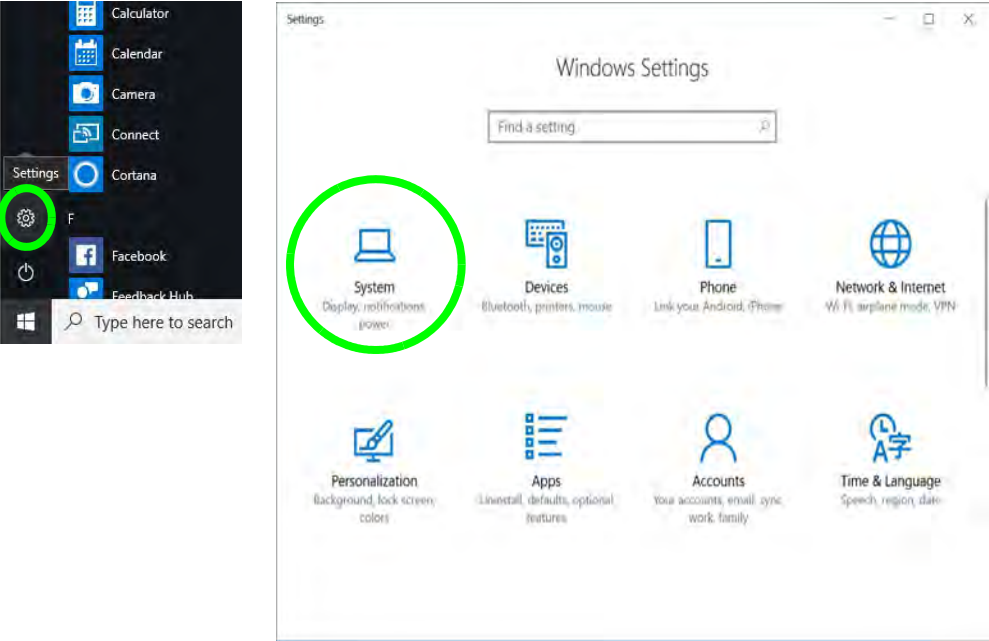 Calculator
Calendar
Camera
Connect
Settings
Cortana
F
Facebook
Feedback Hub
Type here to search
Settings
Windows Settings
Find a setting
System
Display, notifications,
power
Devices
Bluetooth, printers, mouse
Phone
Link your Android, iPhone
Network & Internet
Wi-Fi, airplane mode, VPN
Personalization
Background, lock screen,
colors
Apps
Uninstall, defaults, optional
features
Accounts
Your accounts, email, sync,
work, family
Time & Language
Speech, region, date
A字